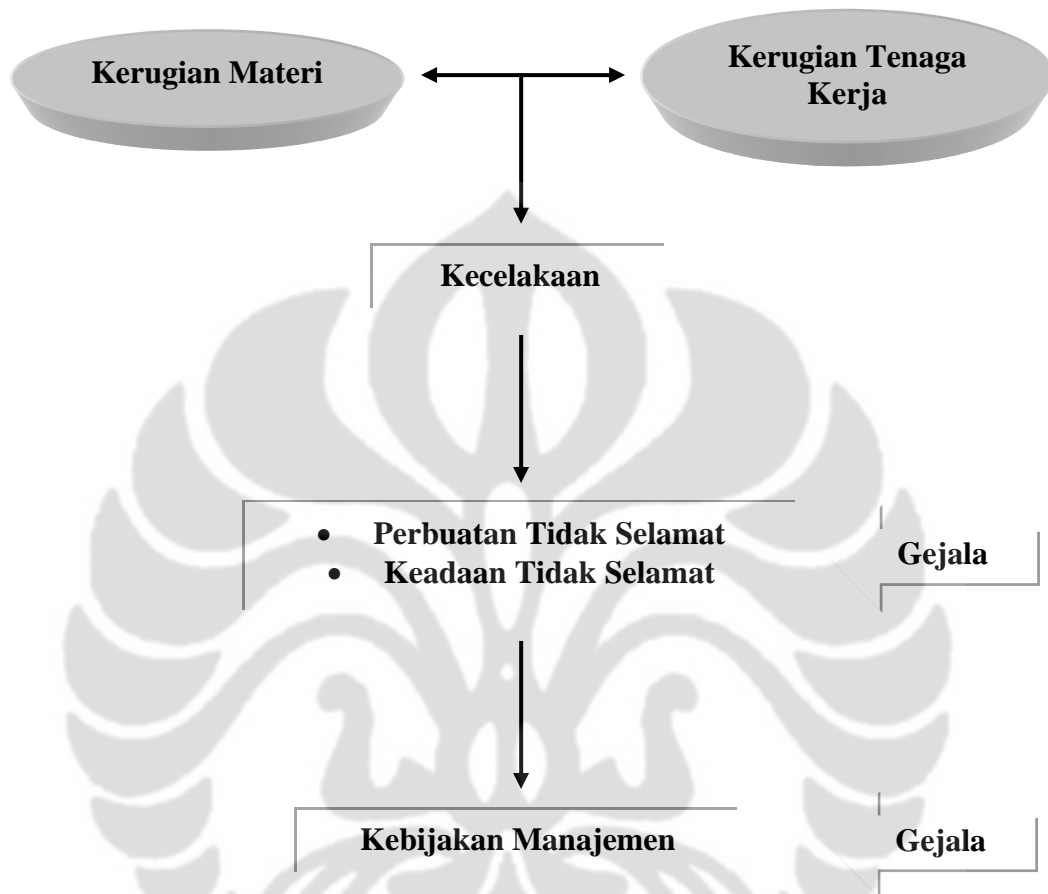 Kerugian Materi
Kerugian Tenaga
Kerja
Kecelakaan
• Perbuatan Tidak Selamat
• Keadaan Tidak Selamat
Gejala
Kebijakan Manajemen
Gejala